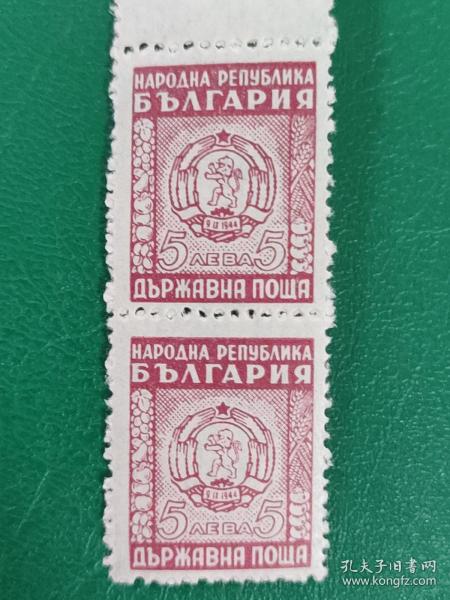 НАРОДНА РЕПУБЛИКА
БЪЛГАРИЯ
9 IX 1944
5 ЛЕВА 5
ДЪРЖАВНА ПОЩА
НАРОДНА РЕПУБЛИКА
БЪЛГАРИЯ
9 IX 1944
5 ЛЕВА 5
ДЪРЖАВНА ПОЩА
孔夫子旧书网
www.kongfz.com